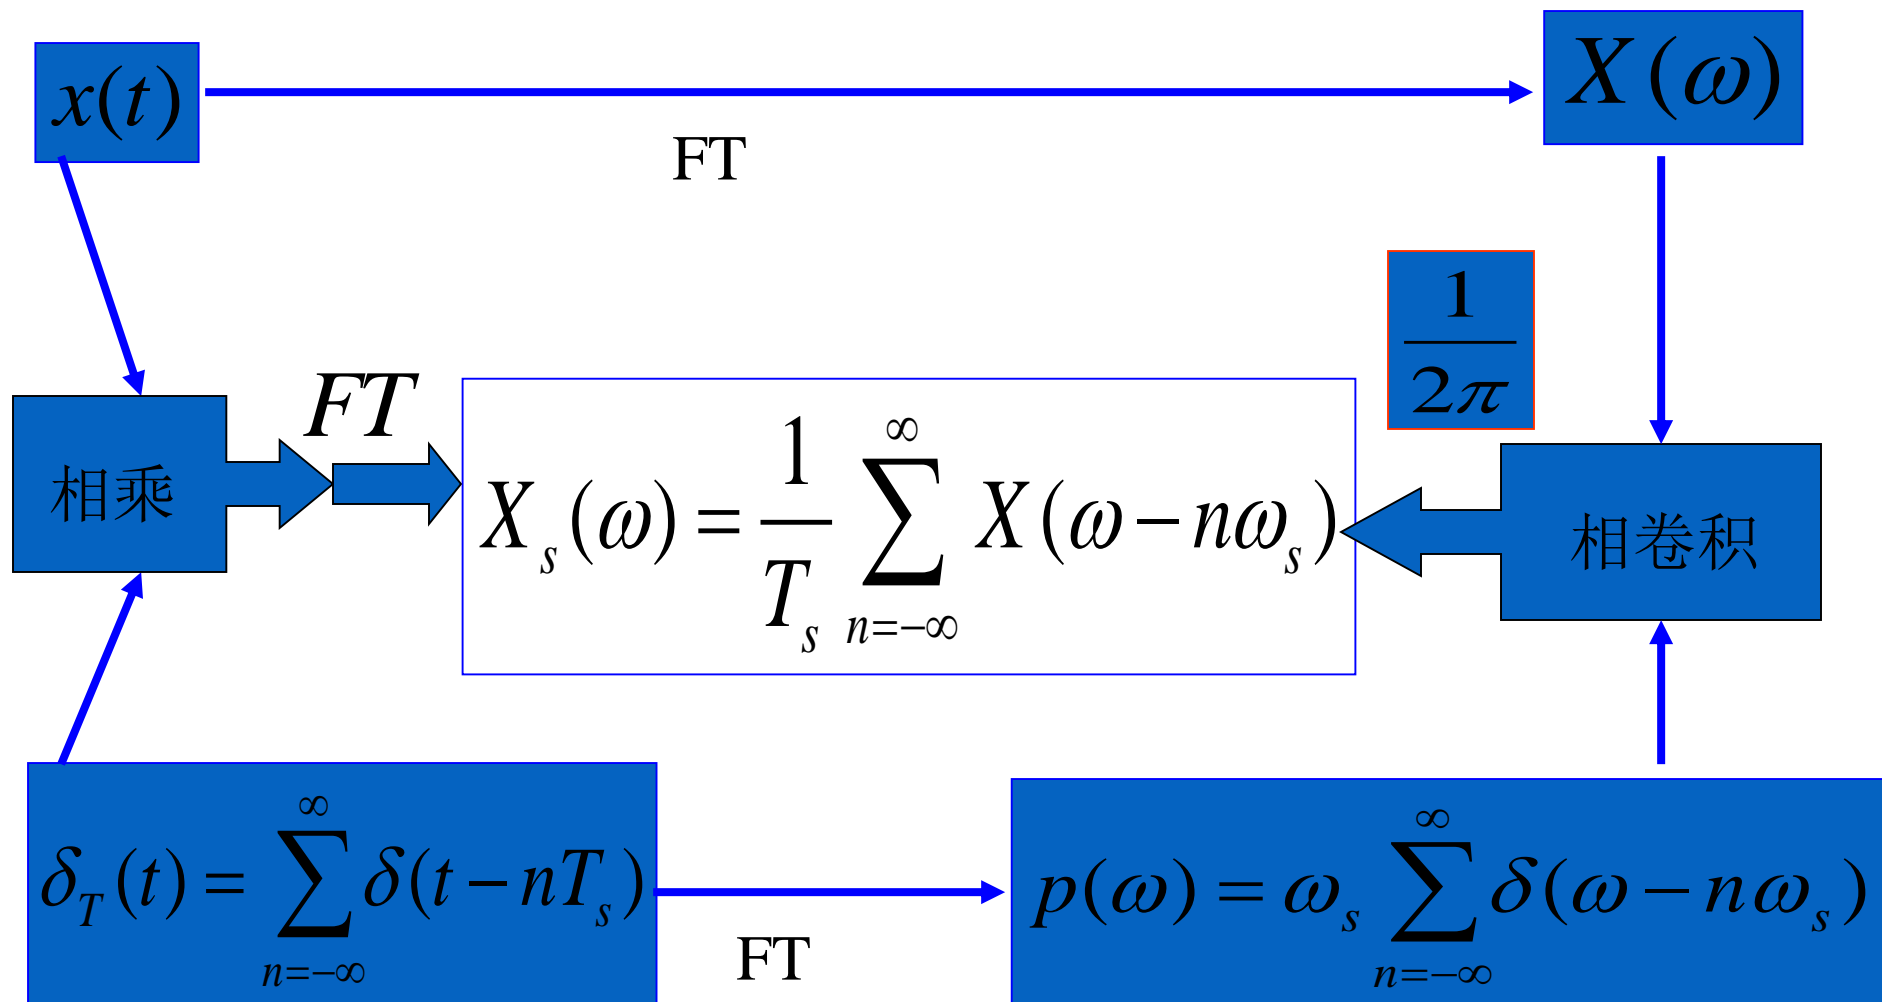 x(t)
X(ω)
FT
1/2π
FT
相乘
X_s(ω) = 1/T_s ∑_{n=-∞}^{∞} X(ω - nω_s)
相卷积
δ_T(t) = ∑_{n=-∞}^{∞} δ(t - nT_s)
FT
p(ω) = ω_s ∑_{n=-∞}^{∞} δ(ω - nω_s)